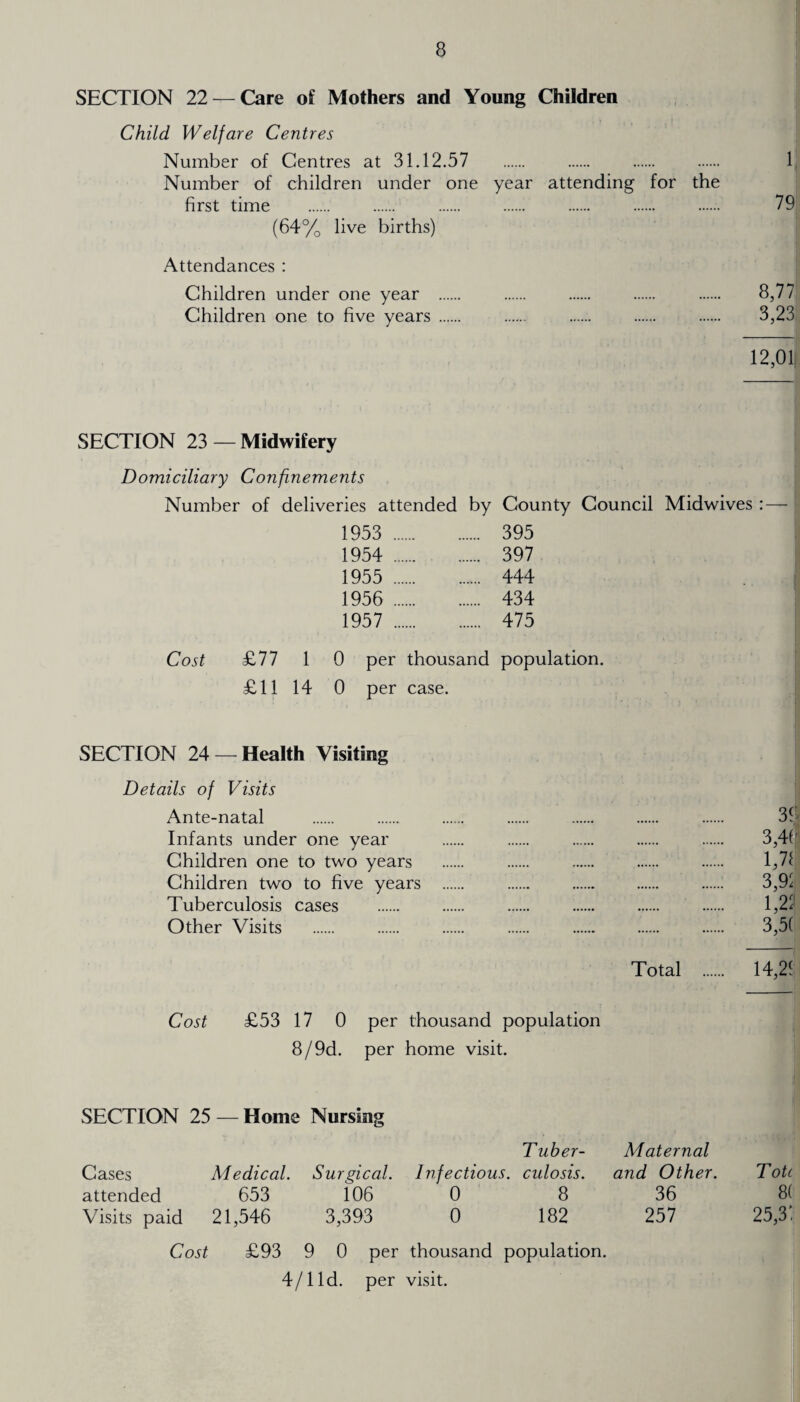 8
SECTION 22 — Care of Mothers and Young Children
Child Welfare Centres
Number of Centres at 31.12.57 ...... ...... ...... ...... 1
Number of children under one year attending for the
first time ...... ...... ...... ...... ...... ...... ...... 79
(64% live births)
Attendances :
Children under one year ...... ...... ...... ...... ...... 8,77
Children one to five years ...... ...... ...... ...... ...... 3,23
12,01
SECTION 23 — Midwifery
Domiciliary Confinements
Number of deliveries attended by County Council Midwives :—
1953 ...... ...... 395
1954 ...... ...... 397
1955 ...... ...... 444
1956 ...... ...... 434
1957 ...... ...... 475
Cost £77 1 0 per thousand population.
£11 14 0 per case.
SECTION 24 — Health Visiting
Details of Visits
Ante-natal ...... ...... ...... ...... ...... ...... ......
Infants under one year ...... ...... ...... ...... ......
Children one to two years ...... ...... ...... ...... ......
Children two to five years ...... ...... ...... ...... ......
Tuberculosis cases ...... ...... ...... ...... ...... ......
Other Visits ...... ...... ...... ...... ...... ...... ......
Total ......
Cost £53 17 0 per thousand population
8/9d. per home visit.
SECTION 25 — Home Nursing
Tuber- Maternal
Cases Medical. Surgical. Infectious. culosis. and Other.
attended 653 106 0 8 36
Visits paid 21,546 3,393 0 182 257
Cost £93 9 0 per thousand population.
4/11d. per visit.